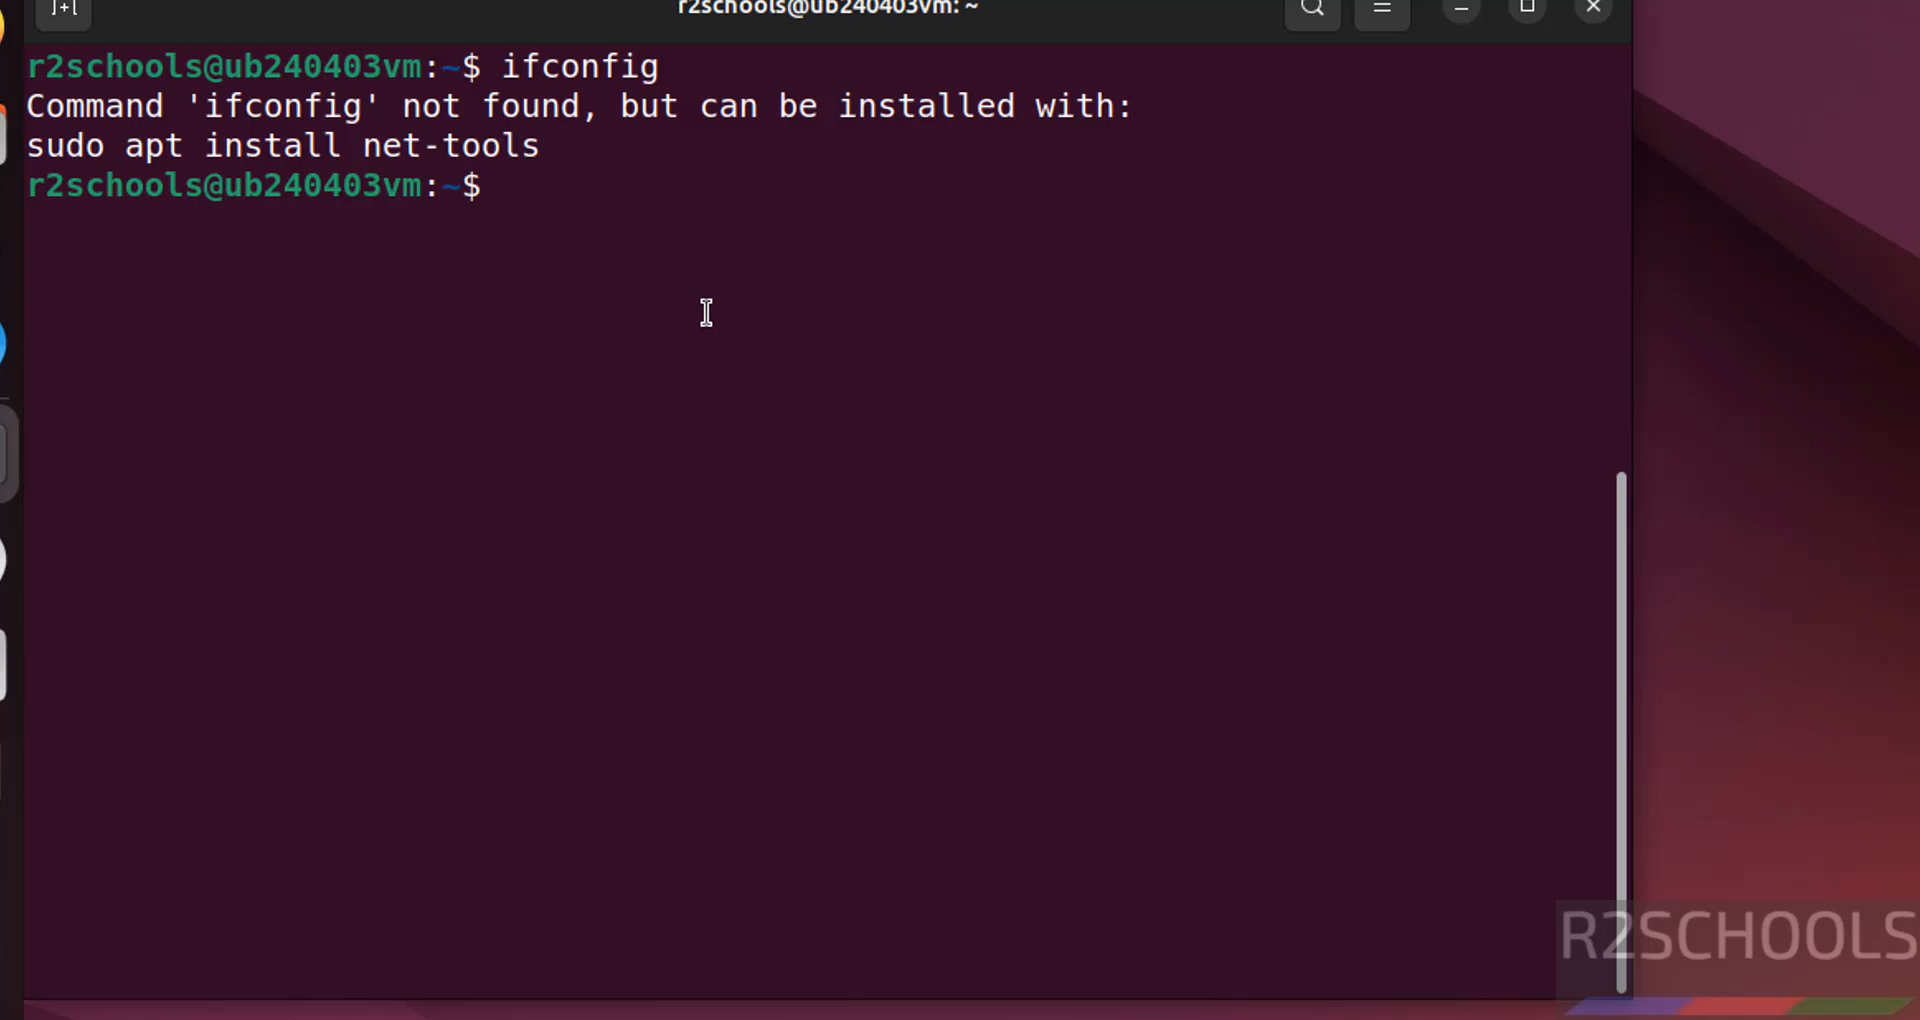 r2schools@ub240403vm: ~
r2schools@ub240403vm:~$ ifconfig
Command 'ifconfig' not found, but can be installed with:
sudo apt install net-tools
r2schools@ub240403vm:~$
R2SCHOOLS